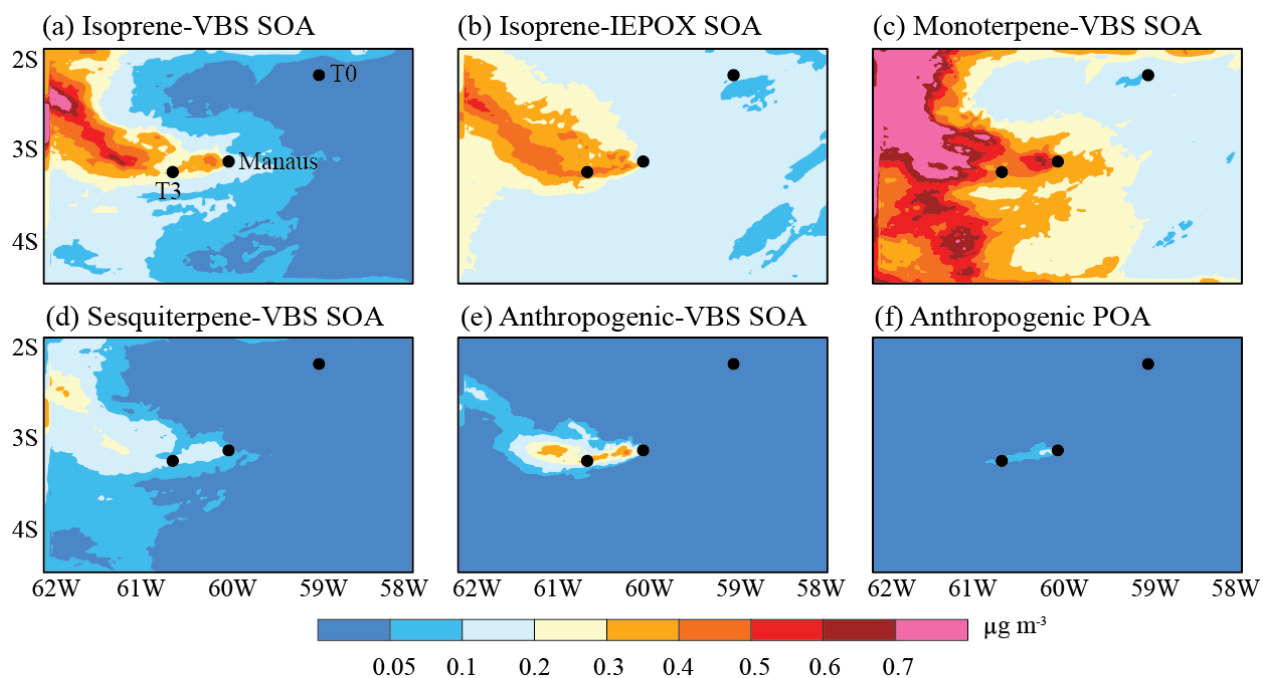 (a) Isoprene-VBS SOA
(b) Isoprene-IEPOX SOA
(c) Monoterpene-VBS SOA
2S
3S
4S
T0
Manaus
T3
(d) Sesquiterpene-VBS SOA
(e) Anthropogenic-VBS SOA
(f) Anthropogenic POA
2S
3S
4S
62W 61W 60W 59W 58W
61W 60W 59W 58W
61W 60W 59W 58W
µg m⁻³
0.05 0.1 0.2 0.3 0.4 0.5 0.6 0.7